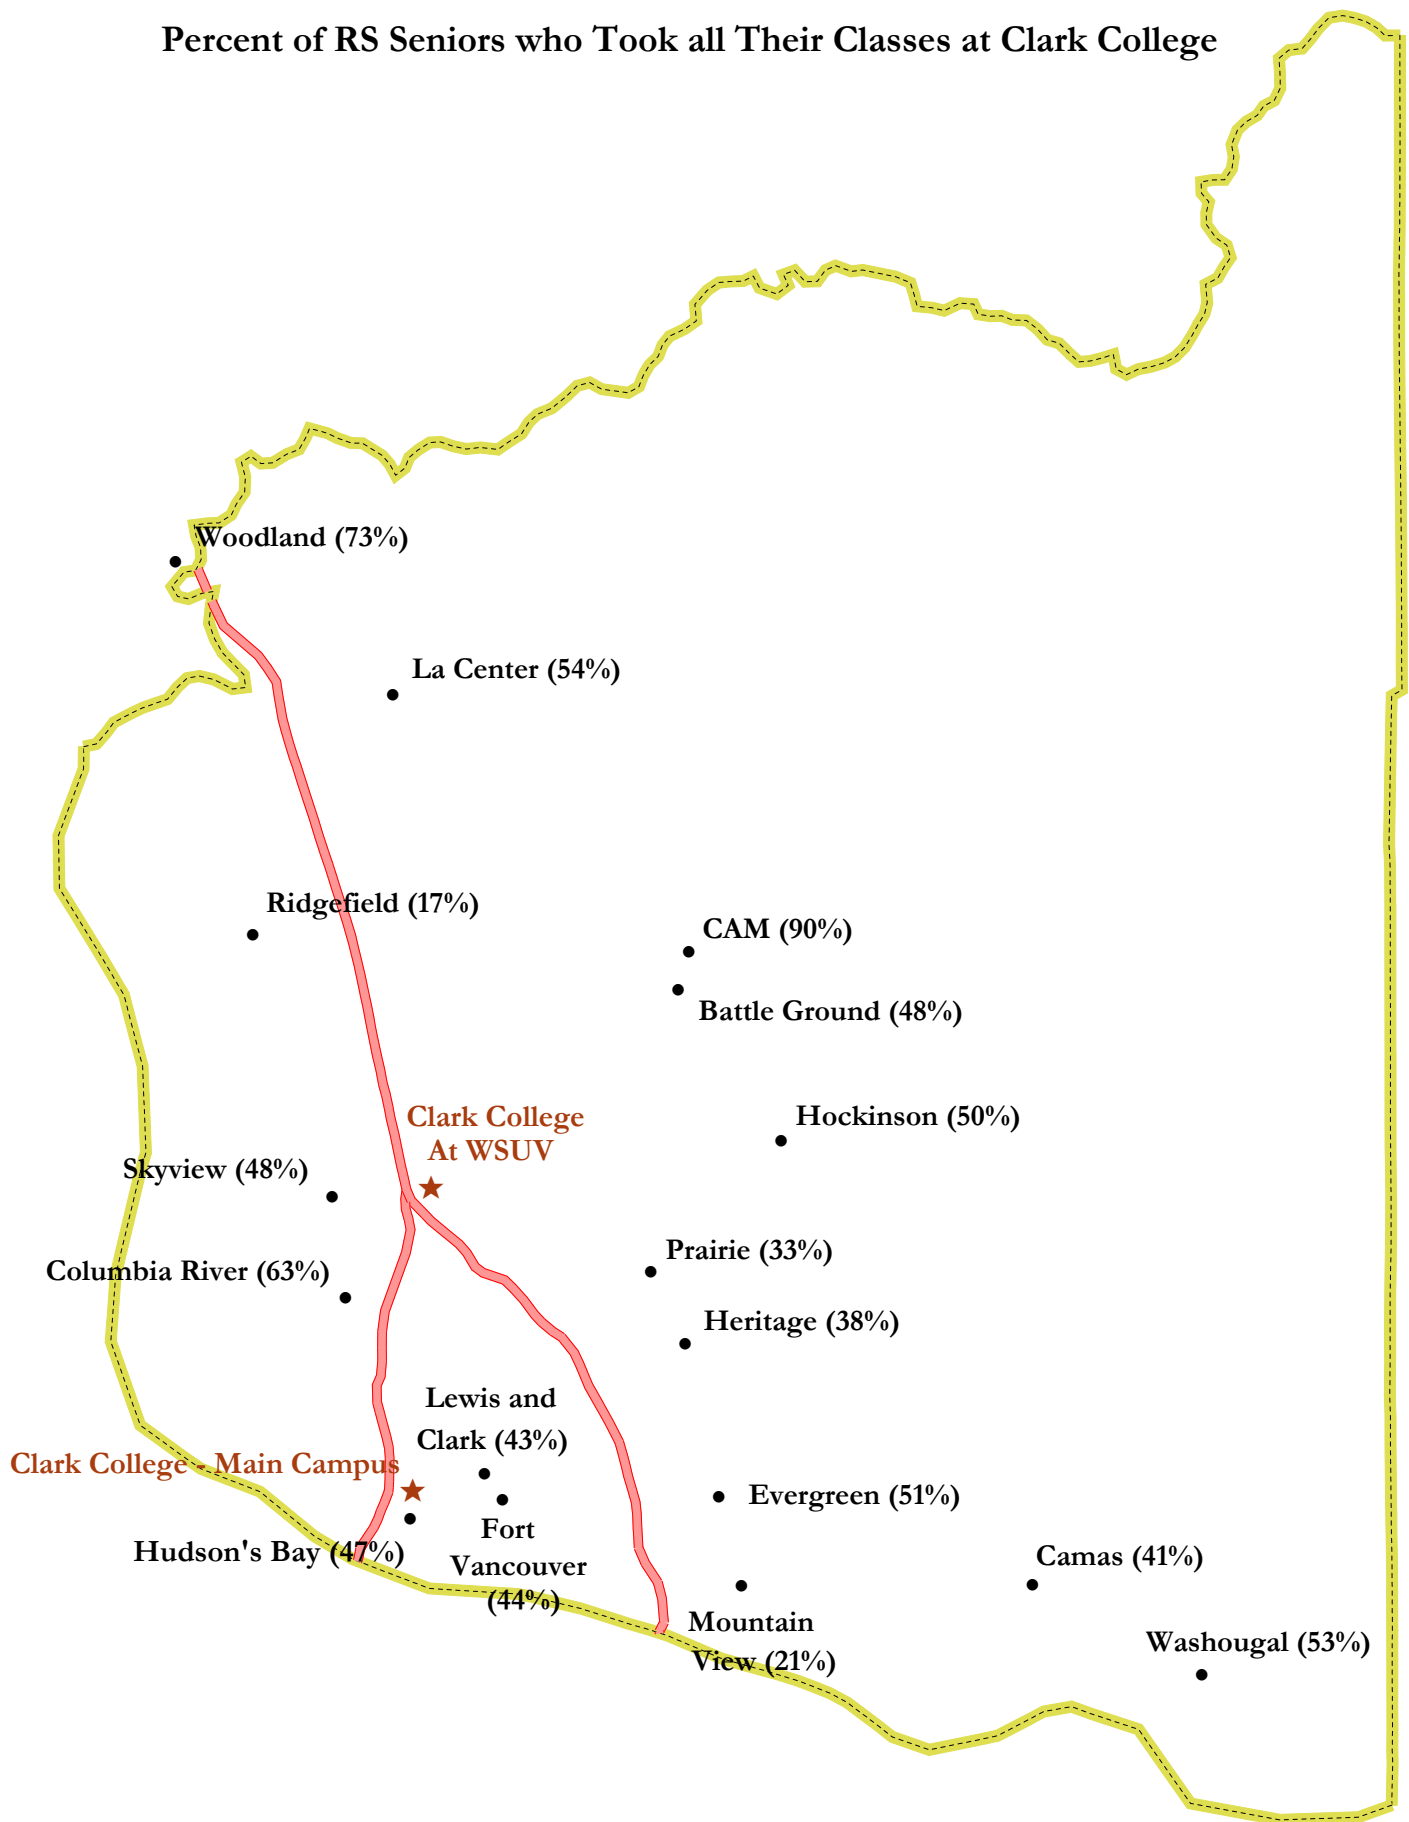 Percent of RS Seniors who Took all Their Classes at Clark College
Woodland (73%)
La Center (54%)
Ridgefield (17%)
CAM (90%)
Battle Ground (48%)
Clark College
At WSUV
Hockinson (50%)
Skyview (48%)
Prairie (33%)
Columbia River (63%)
Heritage (38%)
Lewis and
Clark (43%)
Clark College - Main Campus
Evergreen (51%)
Fort
Vancouver
(44%)
Hudson's Bay (47%)
Camas (41%)
Mountain
View (21%)
Washougal (53%)